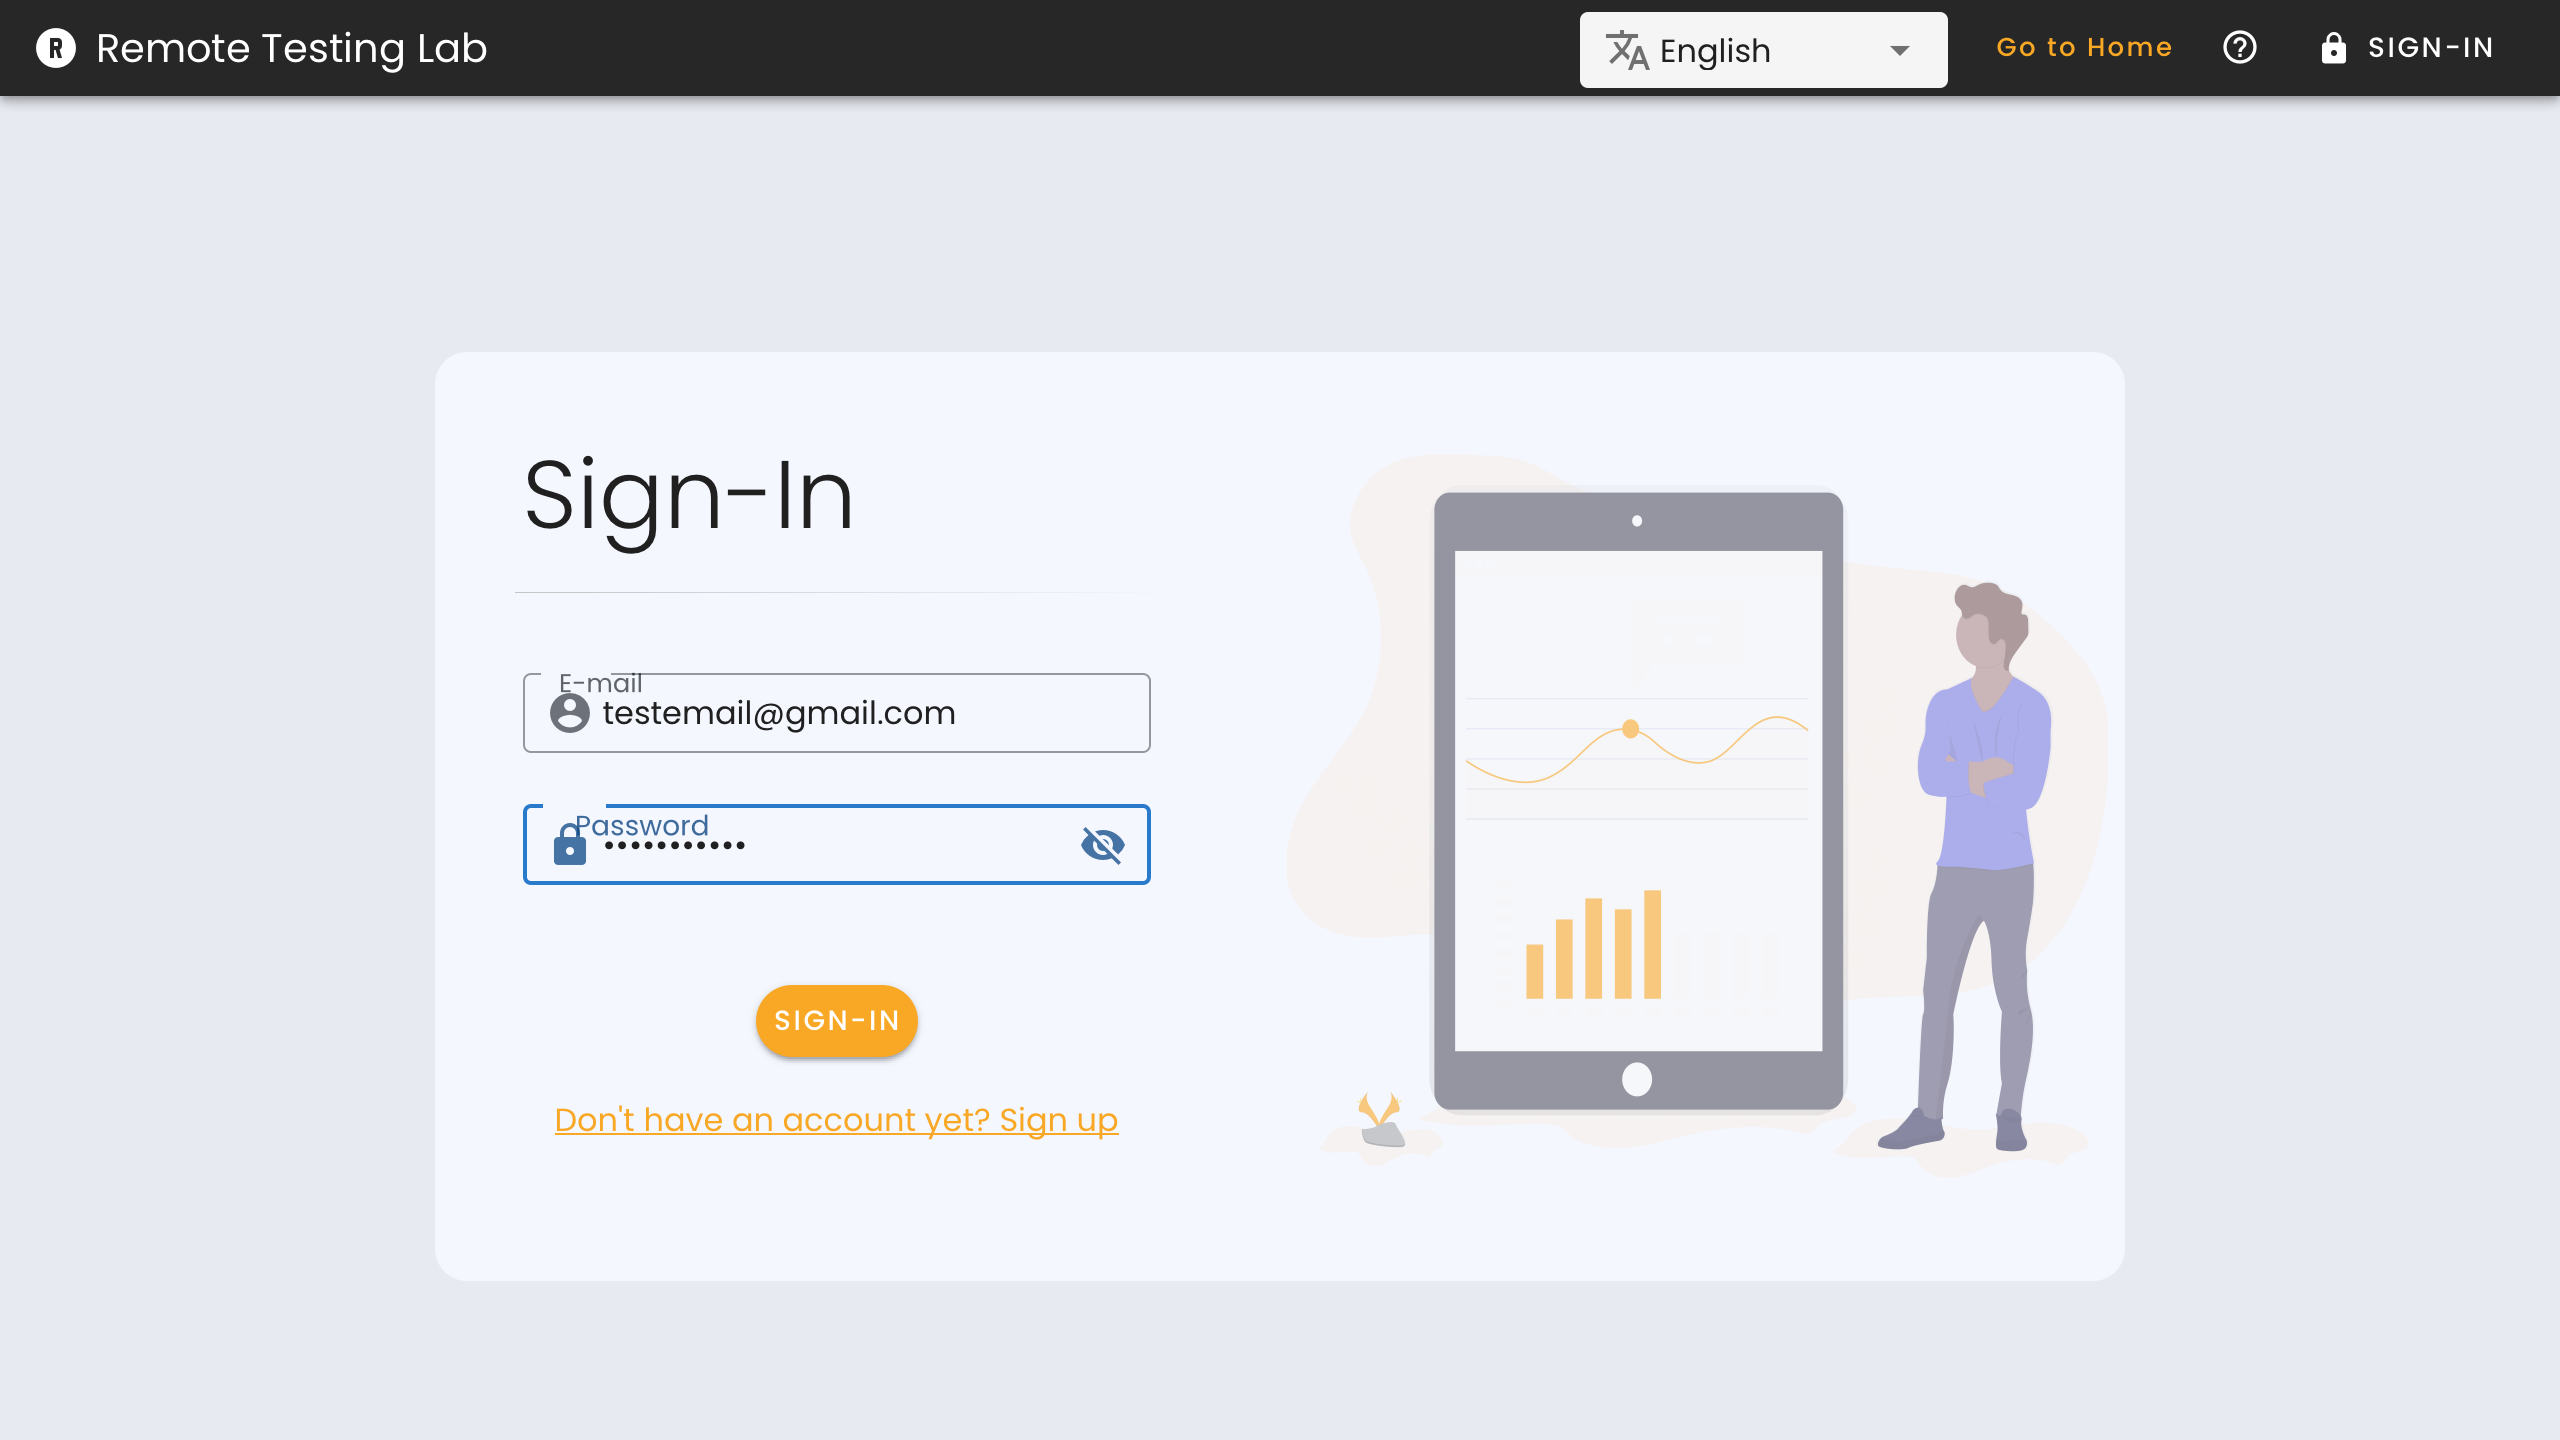 R Remote Testing Lab
English
Go to Home
SIGN-IN
Sign-In
E-mail
testemail@gmail.com
Password
•••••••••••
SIGN-IN
Don't have an account yet? Sign up